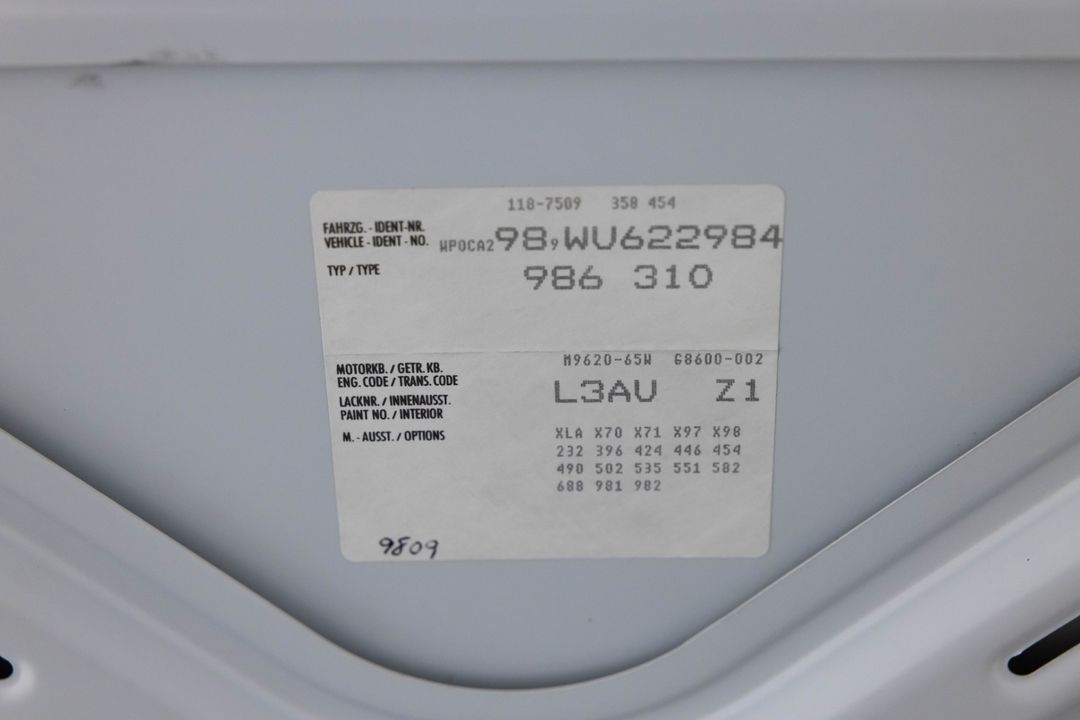 118-7509 358 454
FAHRZG. - IDENT-NR.
VEHICLE - IDENT - NO. WP0CA298,WU622984
TYP / TYPE 986 310
M9620-65W G8600-002
MOTORKB. / GETR. KB.
ENG. CODE / TRANS. CODE
L3AU Z1
LACKNR. / INNENAUSST.
PAINT NO. / INTERIOR
M. - AUSST. / OPTIONS XLA X70 X71 X97 X98
232 396 424 446 454
490 502 535 551 582
688 981 982
9809